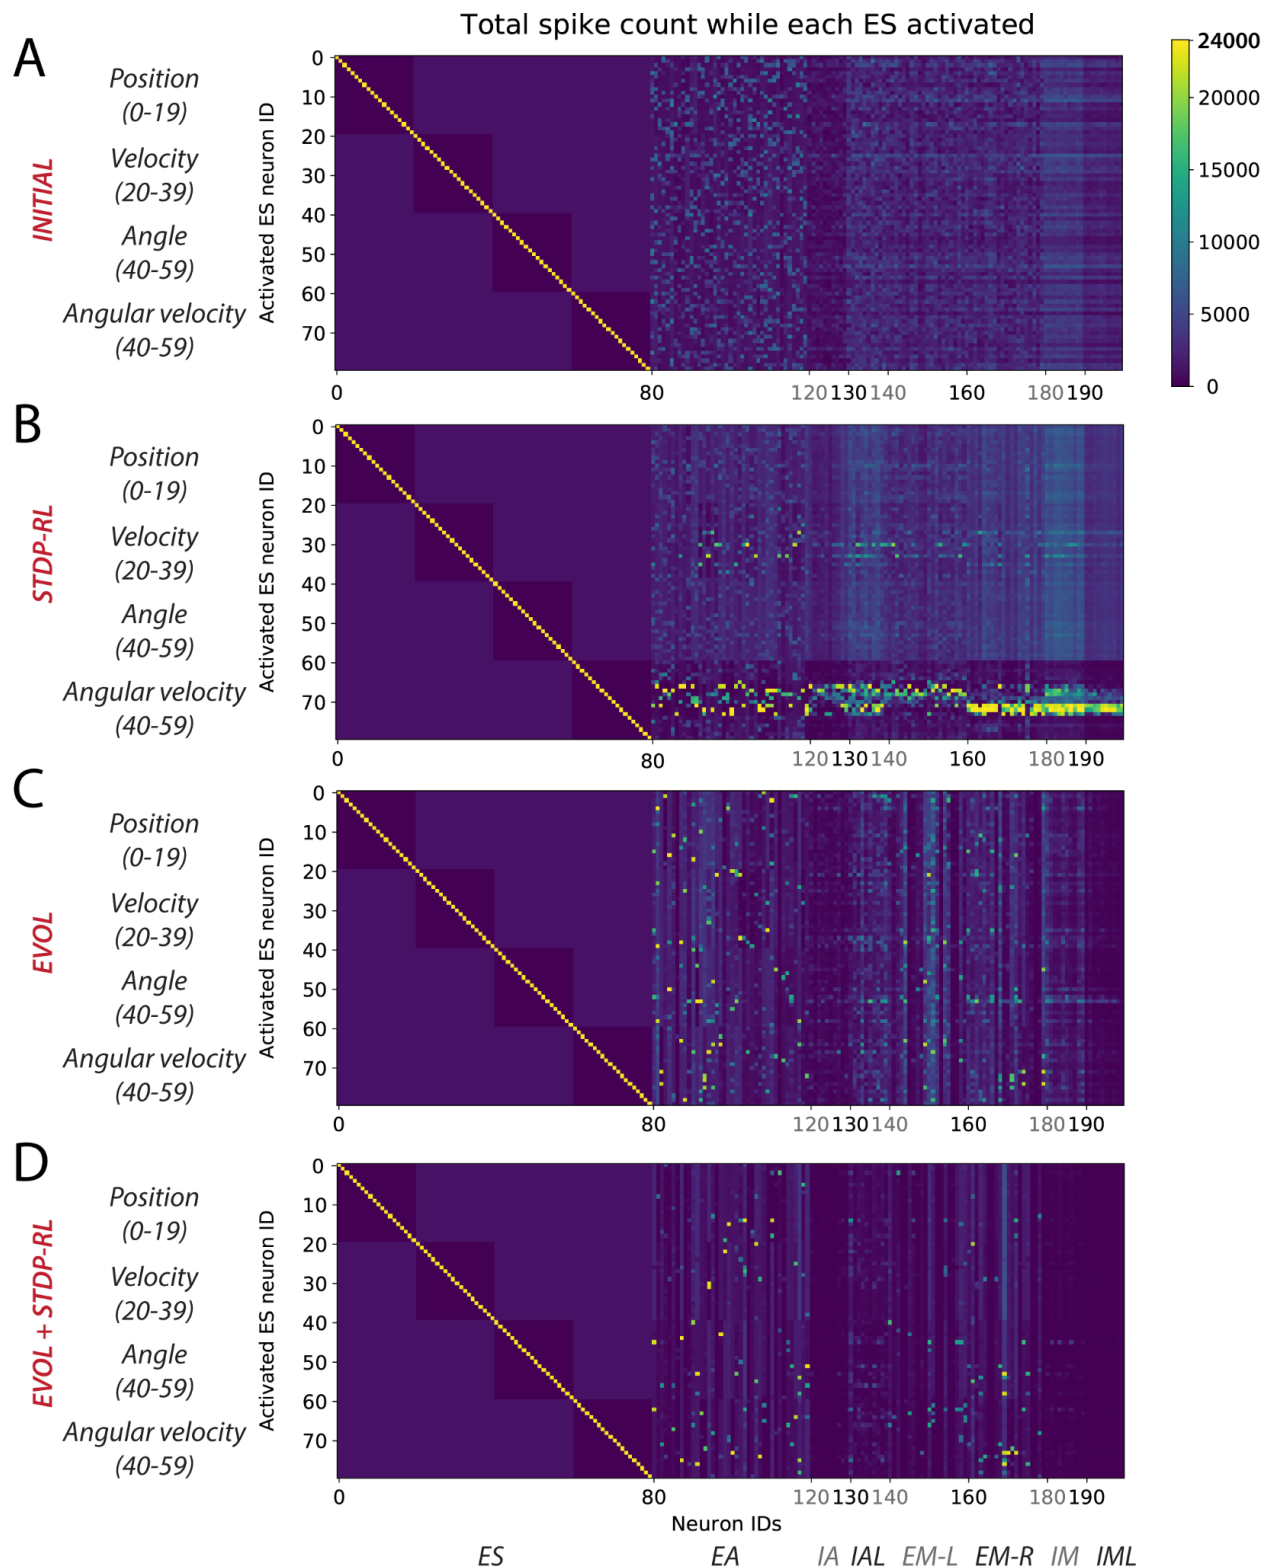 Total spike count while each ES activated
A
INITIAL
Position
(0-19)
Velocity
(20-39)
Angle
(40-59)
Angular velocity
(40-59)
Activated ES neuron ID
0
10
20
30
40
50
60
70
0 80 120 130 140 160 180 190
24000
20000
15000
10000
5000
0
B
STDP-RL
Position
(0-19)
Velocity
(20-39)
Angle
(40-59)
Angular velocity
(40-59)
Activated ES neuron ID
0
10
20
30
40
50
60
70
0 80 120 130 140 160 180 190
C
EVOL
Position
(0-19)
Velocity
(20-39)
Angle
(40-59)
Angular velocity
(40-59)
Activated ES neuron ID
0
10
20
30
40
50
60
70
0 80 120 130 140 160 180 190
D
EVOL + STDP-RL
Position
(0-19)
Velocity
(20-39)
Angle
(40-59)
Angular velocity
(40-59)
Activated ES neuron ID
0
10
20
30
40
50
60
70
0 80 120 130 140 160 180 190
Neuron IDs
ES EA IA IAL EM-L EM-R IM IML